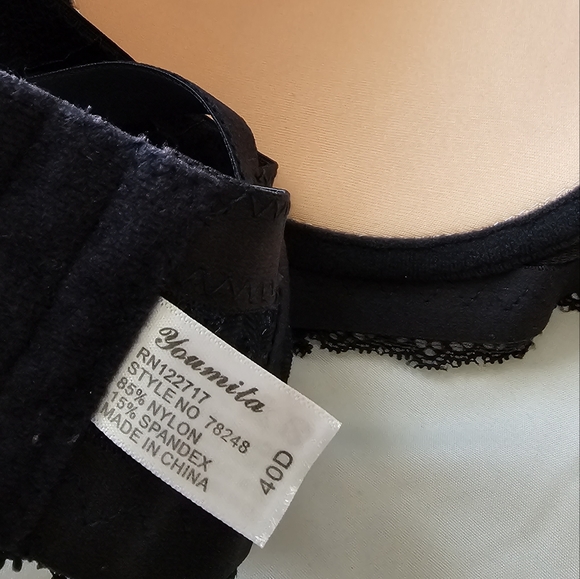 Youmita
RN122717
STYLE NO 78248
85% NYLON
15% SPANDEX
MADE IN CHINA
40D